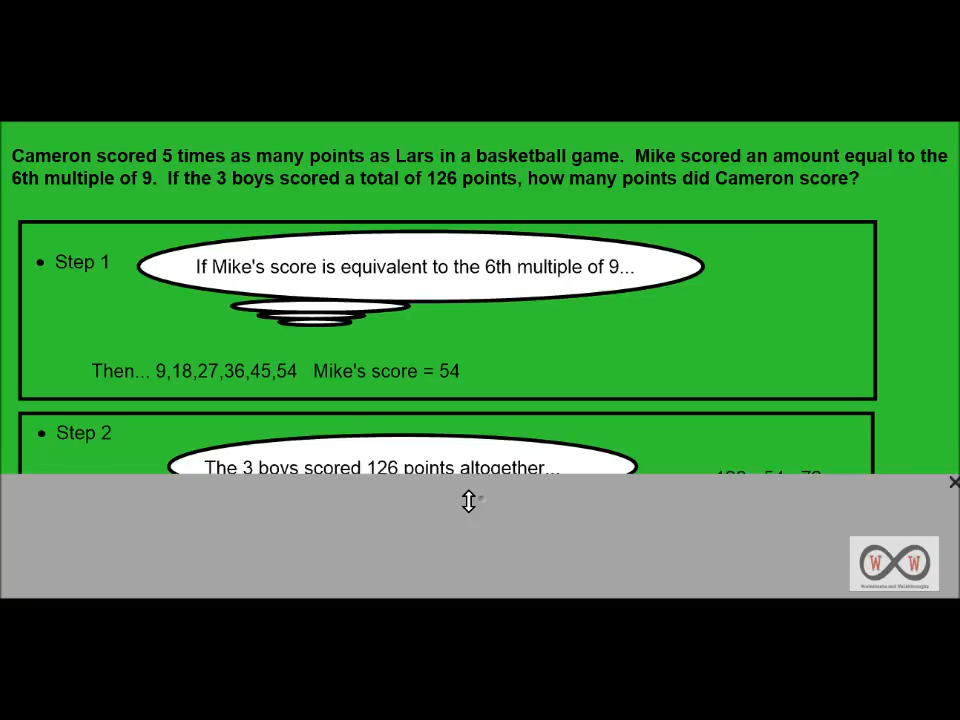 Cameron scored 5 times as many points as Lars in a basketball game.  Mike scored an amount equal to the
6th multiple of 9.  If the 3 boys scored a total of 126 points, how many points did Cameron score?
• Step 1
If Mike's score is equivalent to the 6th multiple of 9...
Then... 9,18,27,36,45,54   Mike's score = 54
• Step 2
The 3 boys scored 126 points altogether...
W W
Worksheets and Walkthroughs